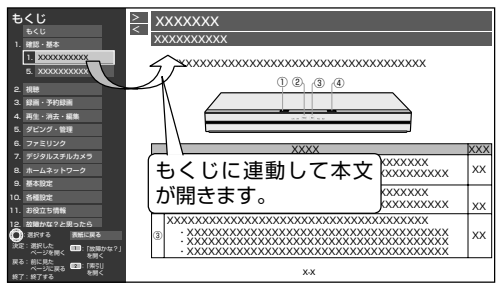 もくじ
もくじ
1. 確認・基本
1. XXXXXXXXXX
5. XXXXXXXXXX
2. 視聴
3. 録画・予約録画
4. 再生・消去・編集
5. ダビング・管理
6. ファミリンク
7. デジタルスチルカメラ
8. ホームネットワーク
9. 基本設定
10.各種設定
11. お役立ち情報
12. 故障かな?と思ったら
:選択する 表紙に戻る
決定:選択したページを開く
「故障かな?」を開く
戻る:前に見たページに戻る
「索引」を開く
終了:終了する
>
<
XXXXXXX
XXXXXXXXXX
XXXXXXXXXXXXXXXXXXXXXXXXXXXXXXXXX
① ② ③ ④
XXXX XXX
もくじに連動して本文
が開きます。
XXXXXX
XXXXXXXXX XX
XXXXXX
XX
XXXXXXXXXXXXXXXXXXXXXXXXXXXXXX
③ ・XXXXXXXXXXXXXXXXXXXXXXXXXX XX
・XXXXXXXXXXXXXXXXXXXXXXXXXX
・XXXXXXXXXXXXXXXXXXXXXXXXXX
X-X